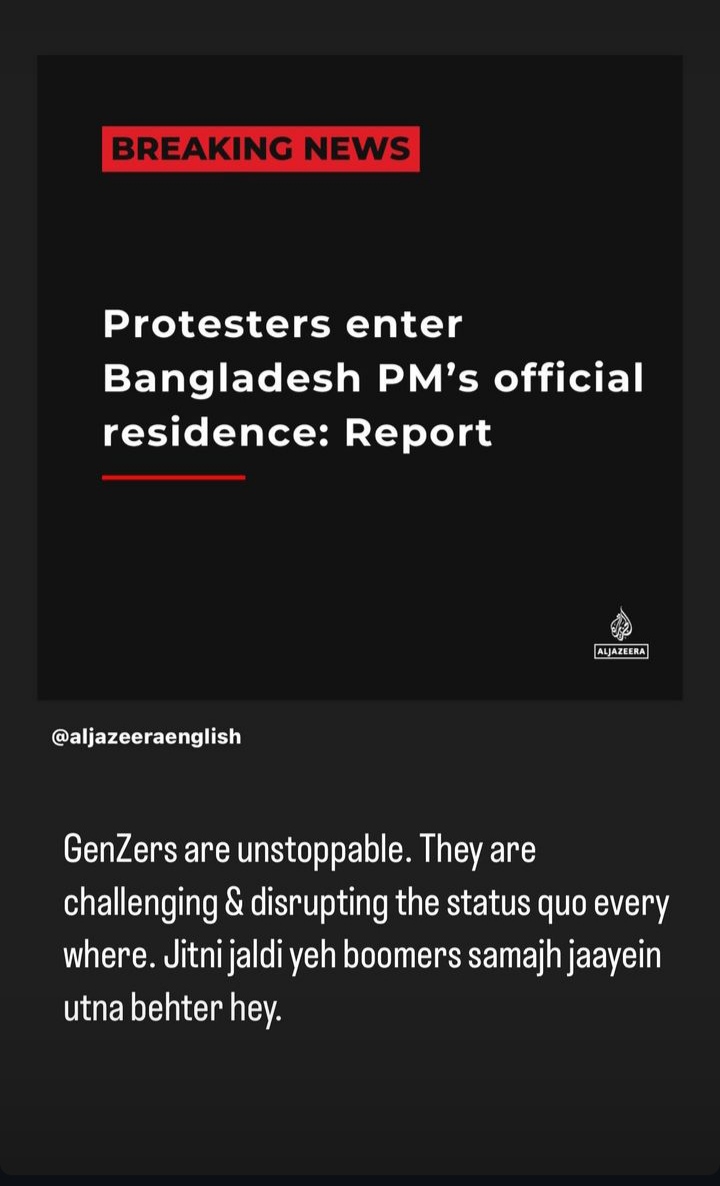 BREAKING NEWS
Protesters enter
Bangladesh PM’s official
residence: Report
ALJAZEERA
@aljazeeraenglish
GenZers are unstoppable. They are
challenging & disrupting the status quo every
where. Jitni jaldi yeh boomers samajh jaayein
utna behter hey.